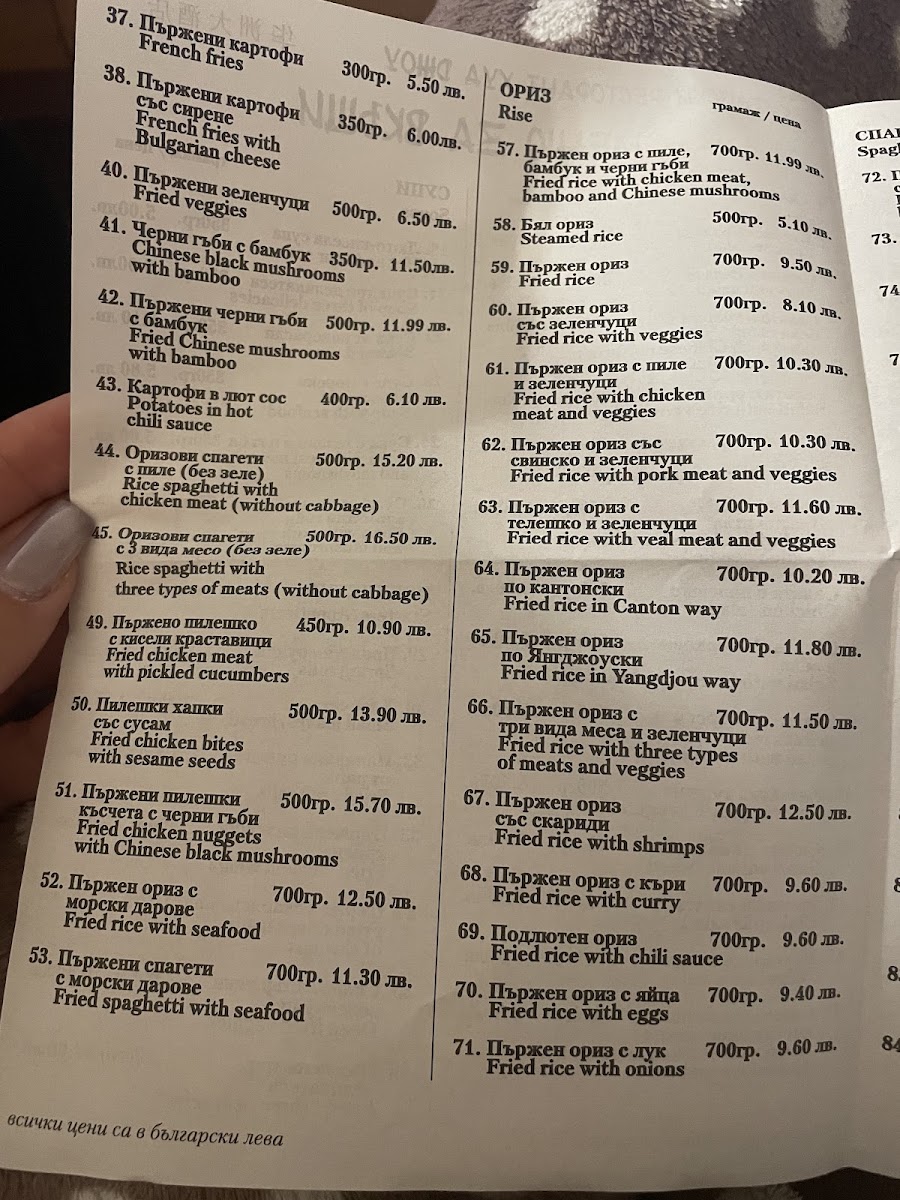 37. Пържени картофи 300гр. 5.50 лв.
French fries
38. Пържени картофи 350гр. 6.00лв.
със сирене
French fries with
Bulgarian cheese
40. Пържени зеленчуци 500гр. 6.50 лв.
Fried veggies
41. Черни гъби с бамбук 350гр. 11.50лв.
Chinese black mushrooms
with bamboo
42. Пържени черни гъби 500гр. 11.99 лв.
с бамбук
Fried Chinese mushrooms
with bamboo
43. Картофи в лют сос 400гр. 6.10 лв.
Potatoes in hot
chili sauce
44. Оризови спагети 500гр. 15.20 лв.
с пиле (без зеле)
Rice spaghetti with
chicken meat (without cabbage)
45. Оризови спагети 500гр. 16.50 лв.
с 3 вида месо (без зеле)
Rice spaghetti with
three types of meats (without cabbage)
49. Пържено пилешко 450гр. 10.90 лв.
с кисели краставици
Fried chicken meat
with pickled cucumbers
50. Пилешки хапки 500гр. 13.90 лв.
със сусам
Fried chicken bites
with sesame seeds
51. Пържени пилешки 500гр. 15.70 лв.
късчета с черни гъби
Fried chicken nuggets
with Chinese black mushrooms
52. Пържен ориз с 700гр. 12.50 лв.
морски дарове
Fried rice with seafood
53. Пържени спагети 700гр. 11.30 лв.
с морски дарове
Fried spaghetti with seafood
всички цени са в български лева
ОРИЗ
Rise
грамаж / цена
57. Пържен ориз с пиле, 700гр. 11.99 лв.
бамбук и черни гъби
Fried rice with chicken meat,
bamboo and Chinese mushrooms
58. Бял ориз 500гр. 5.10 лв.
Steamed rice
59. Пържен ориз 700гр. 9.50 лв.
Fried rice
60. Пържен ориз 700гр. 8.10 лв.
със зеленчуци
Fried rice with veggies
61. Пържен ориз с пиле 700гр. 10.30 лв.
и зеленчуци
Fried rice with chicken
meat and veggies
62. Пържен ориз със 700гр. 10.30 лв.
свинско и зеленчуци
Fried rice with pork meat and veggies
63. Пържен ориз с 700гр. 11.60 лв.
телешко и зеленчуци
Fried rice with veal meat and veggies
64. Пържен ориз 700гр. 10.20 лв.
по кантонски
Fried rice in Canton way
65. Пържен ориз 700гр. 11.80 лв.
по Янгджоуски
Fried rice in Yangdjou way
66. Пържен ориз с 700гр. 11.50 лв.
три вида меса и зеленчуци
Fried rice with three types
of meats and veggies
67. Пържен ориз 700гр. 12.50 лв.
със скариди
Fried rice with shrimps
68. Пържен ориз с къри 700гр. 9.60 лв.
Fried rice with curry
69. Подлютен ориз 700гр. 9.60 лв.
Fried rice with chili sauce
70. Пържен ориз с яйца 700гр. 9.40 лв.
Fried rice with eggs
71. Пържен ориз с лук 700гр. 9.60 лв.
Fried rice with onions
72.
73.
74
84